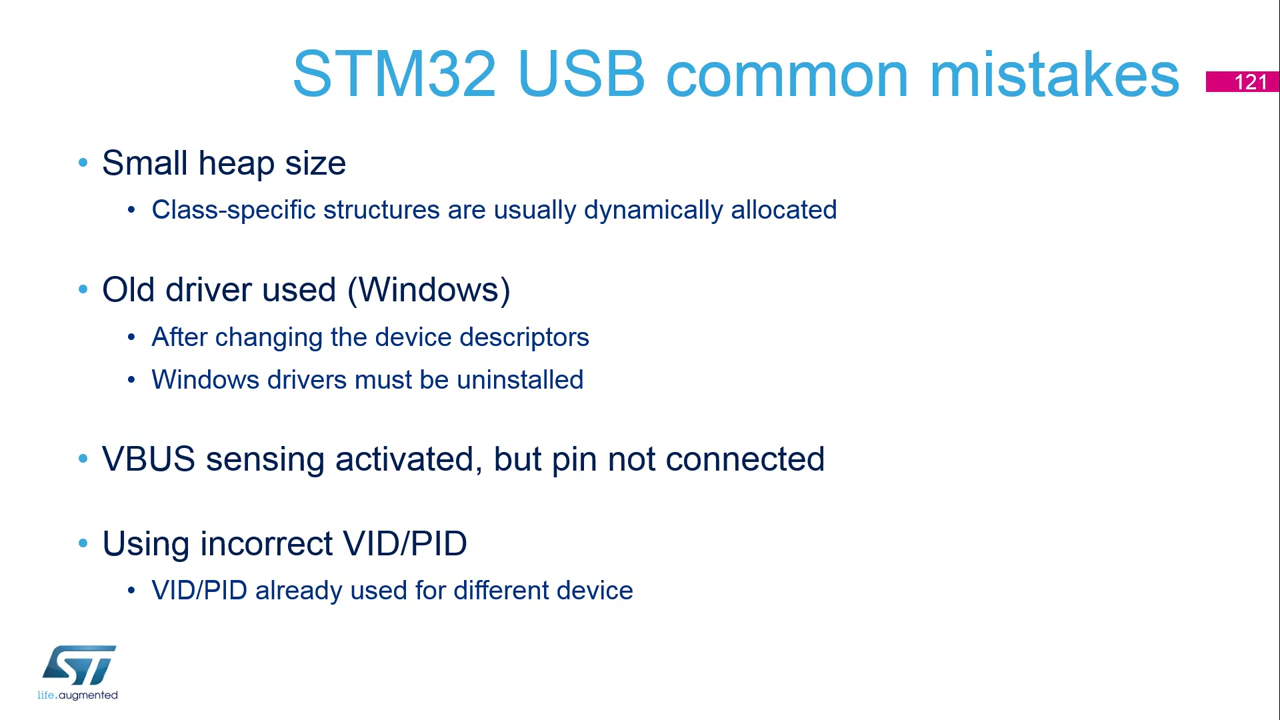 STM32 USB common mistakes
121
• Small heap size
• Class-specific structures are usually dynamically allocated
• Old driver used (Windows)
• After changing the device descriptors
• Windows drivers must be uninstalled
• VBUS sensing activated, but pin not connected
• Using incorrect VID/PID
• VID/PID already used for different device
ST
life.augmented